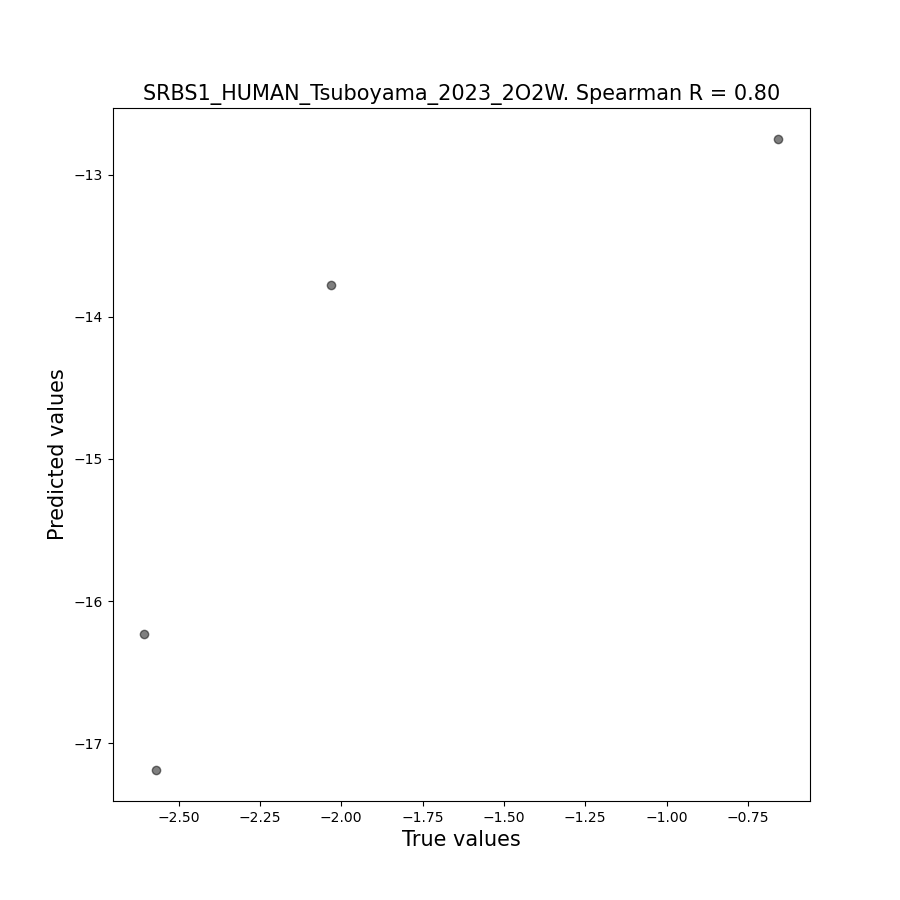 SRBS1_HUMAN_Tsuboyama_2023_2O2W. Spearman R = 0.80
Predicted values
−13
−14
−15
−16
−17
−2.50 −2.25 −2.00 −1.75 −1.50 −1.25 −1.00 −0.75
True values